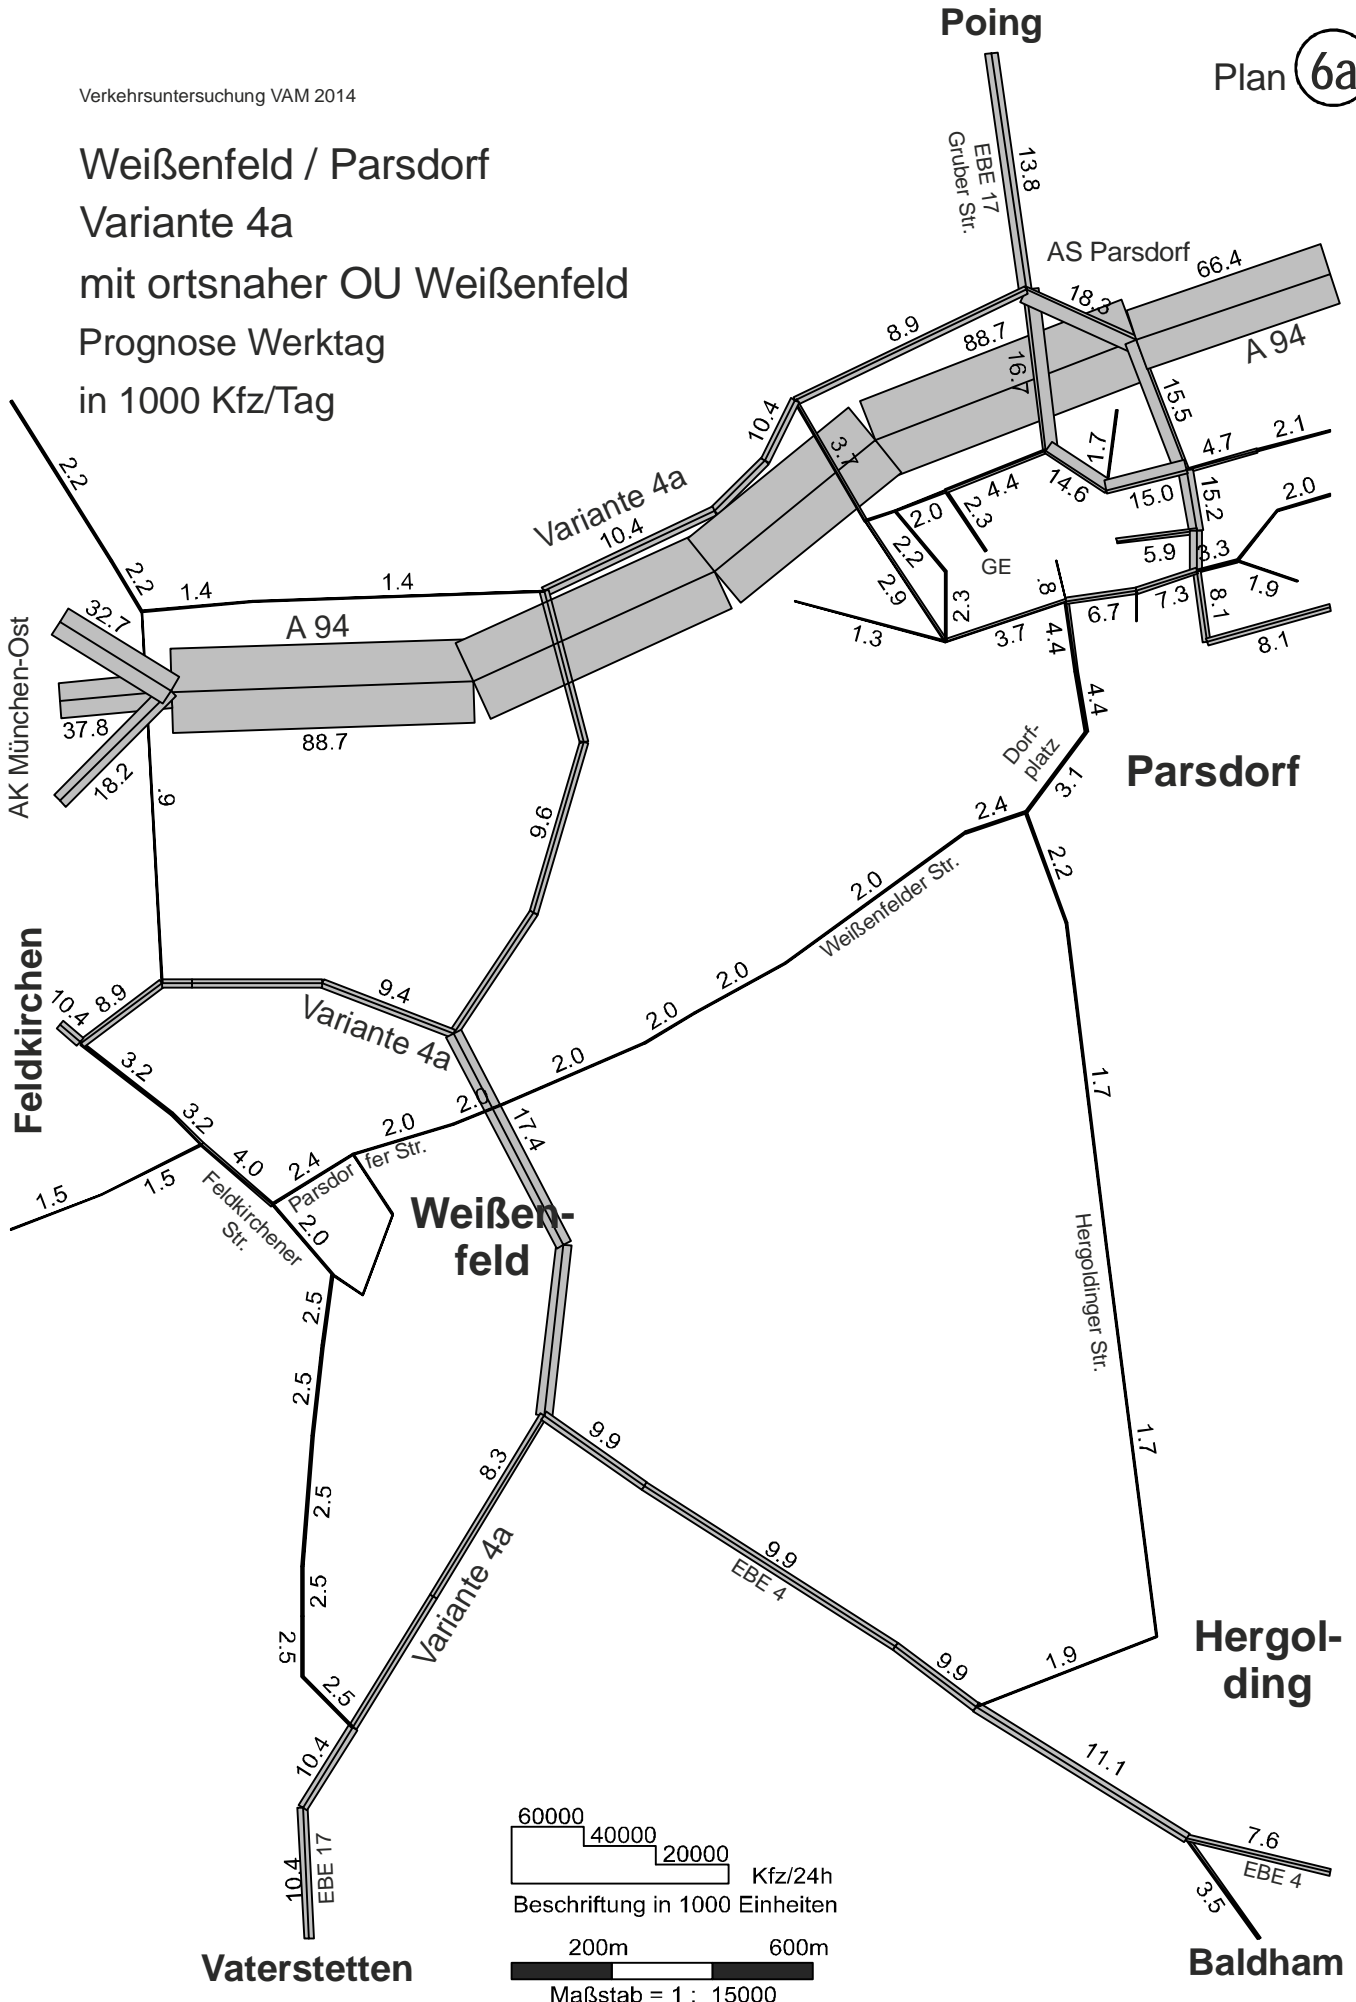 Poing
Plan 6a
Verkehrsuntersuchung VAM 2014
Weißenfeld / Parsdorf
Variante 4a
mit ortsnaher OU Weißenfeld
Prognose Werktag
in 1000 Kfz/Tag
EBE 17
Gruber Str.
13.8
AS Parsdorf
66.4
18.3
A 94
8.9
88.7
16.7
15.5
10.4
3.7
1.7
4.7
2.1
2.2
Variante 4a
10.4
4.4
14.6
15.0
15.2
2.0
2.0
2.3
2.2
GE
5.9
3.3
2.2
1.4
1.4
2.9
2.3
.8
1.9
32.7
A 94
1.3
3.7
4.4
6.7
7.3
8.1
8.1
AK München-Ost
37.8
88.7
18.2
.9
4.4
Dorf-
platz
3.1
Parsdorf
9.6
2.4
2.2
2.0
Weißenfelder Str.
Feldkirchen
10.4
8.9
9.4
Variante 4a
2.0
2.0
2.0
3.2
3.2
2.0
2.0
17.4
1.7
4.0
2.4
Parsdor
fer Str.
1.5
1.5
Feldkirchener
Str.
2.0
Weißen-
feld
Hergoldinger Str.
2.5
2.5
2.5
2.5
2.5
2.5
8.3
Variante 4a
9.9
9.9
EBE 4
9.9
1.7
1.9
Hergol-
ding
10.4
11.1
10.4
EBE 17
7.6
EBE 4
3.5
60000
40000
20000
Kfz/24h
Beschriftung in 1000 Einheiten
200m 600m
Maßstab = 1 : 15000
Vaterstetten
Baldham